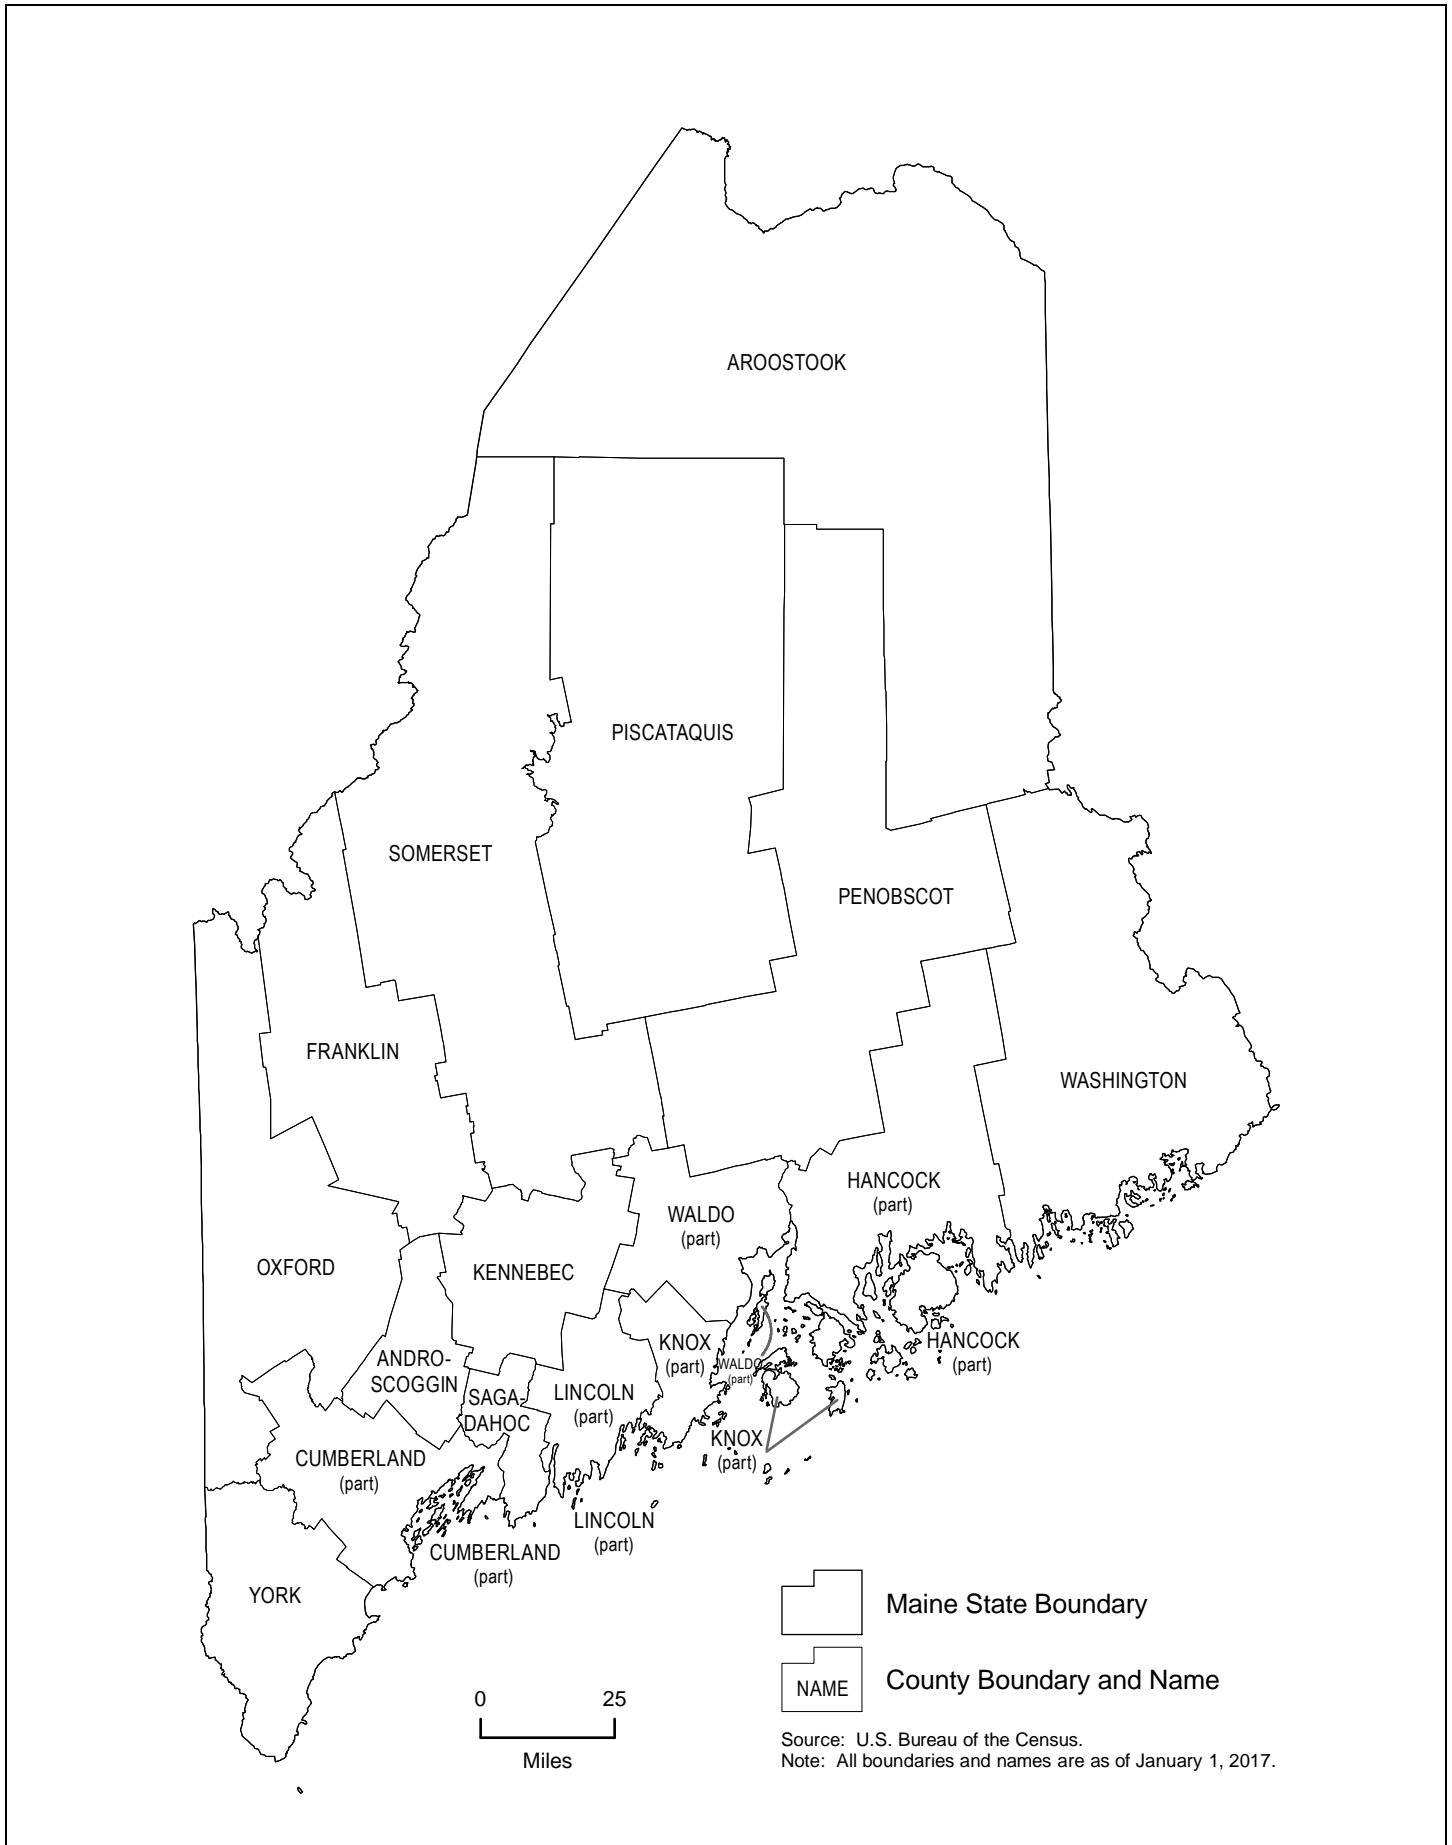 AROOSTOOK
PISCATAQUIS
SOMERSET
PENOBSCOT
FRANKLIN
WASHINGTON
HANCOCK
(part)
WALDO
(part)
OXFORD
KENNEBEC
HANCOCK
(part)
KNOX
(part)
WALDO
(part)
ANDRO-
SCOGGIN
SAGA-
DAHOC
LINCOLN
(part)
KNOX
(part)
CUMBERLAND
(part)
LINCOLN
(part)
CUMBERLAND
(part)
YORK
Maine State Boundary
NAME
County Boundary and Name
0 25
Miles
Source: U.S. Bureau of the Census.
Note: All boundaries and names are as of January 1, 2017.